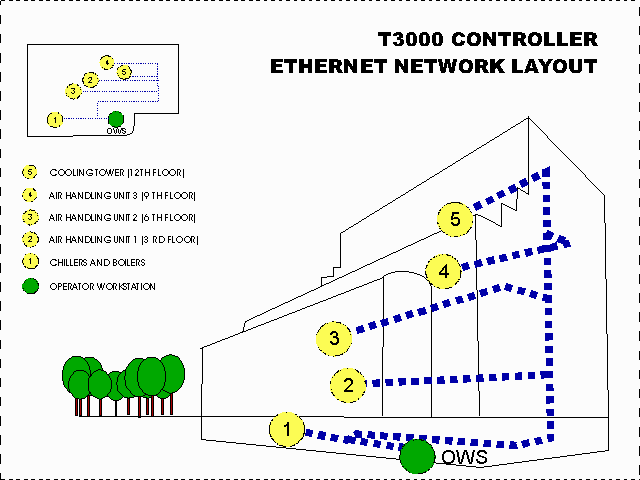 T3000 CONTROLLER
ETHERNET NETWORK LAYOUT
4
5
2
3
1
OWS
5 COOLING TOWER (12TH FLOOR)
4 AIR HANDLING UNIT 3 (9TH FLOOR)
3 AIR HANDLING UNIT 2 (6TH FLOOR)
2 AIR HANDLING UNIT 1 (3 RD FLOOR)
1 CHILLERS AND BOILERS
OPERATOR WORKSTATION
5
4
3
2
1
OWS